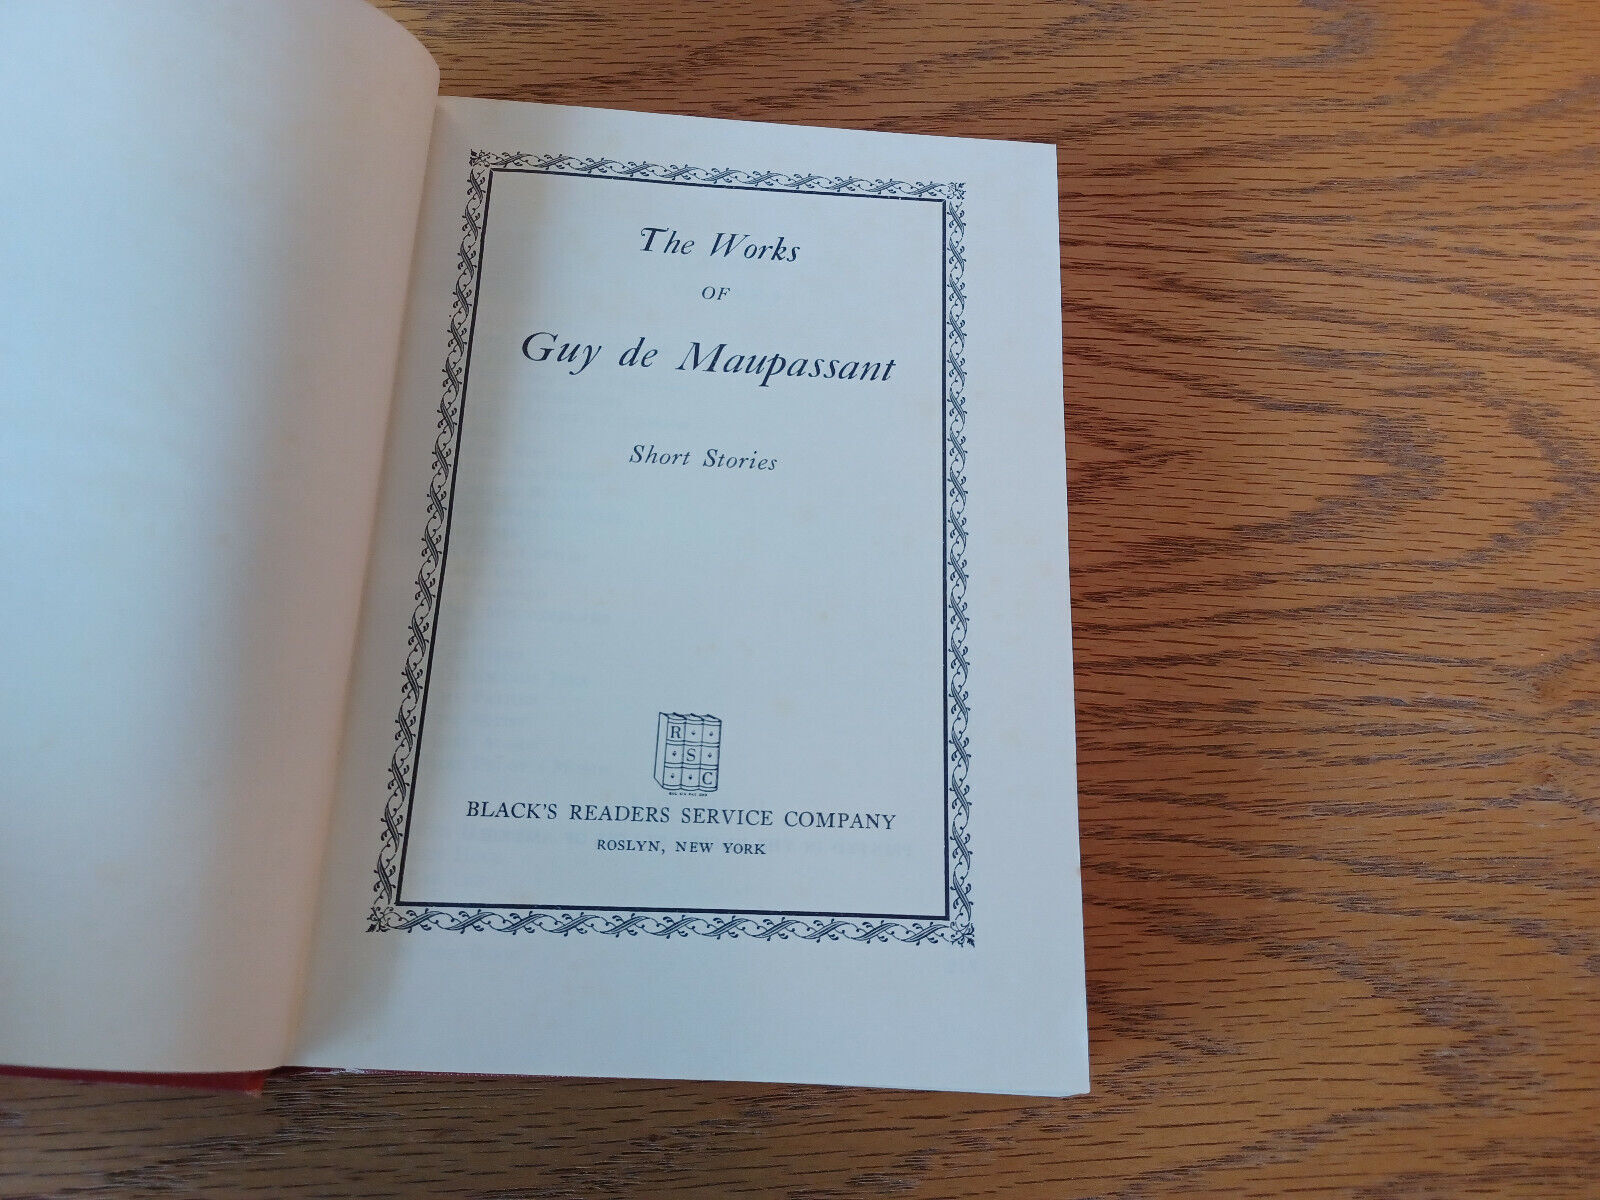 The Works
OF
Guy de Maupassant
Short Stories
R
S
C
BLACK'S READERS SERVICE COMPANY
ROSLYN, NEW YORK